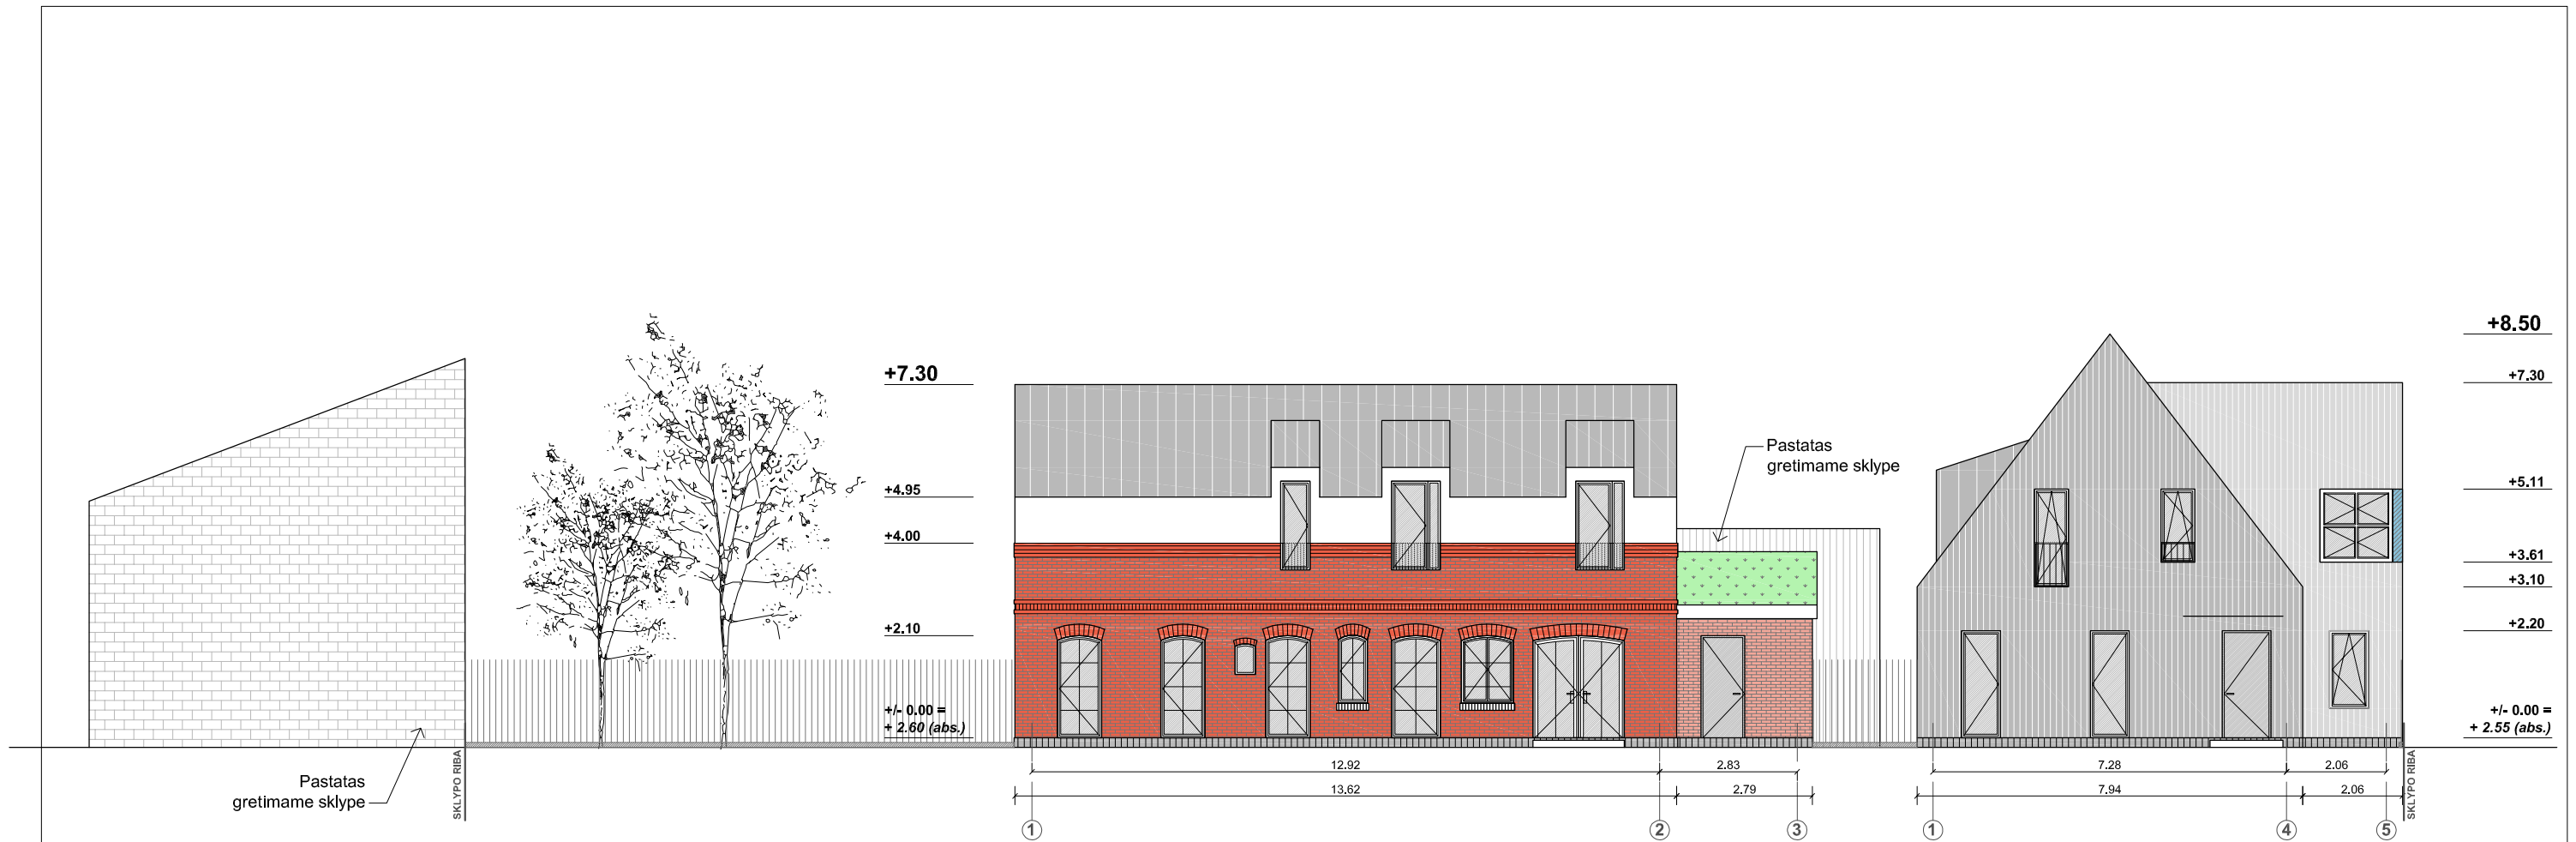 +8.50
+7.30
+7.30
Pastatas
gretimame sklype
+4.95
+5.11
+4.00
+3.61
+3.10
+2.10
+2.20
+/- 0.00 =
+ 2.60 (abs.)
+/- 0.00 =
+ 2.55 (abs.)
Pastatas
gretimame sklype
SKLYPO RIBA
12.92
2.83
7.28
2.06
13.62
2.79
7.94
2.06
SKLYPO RIBA
1
2
3
1
4
5